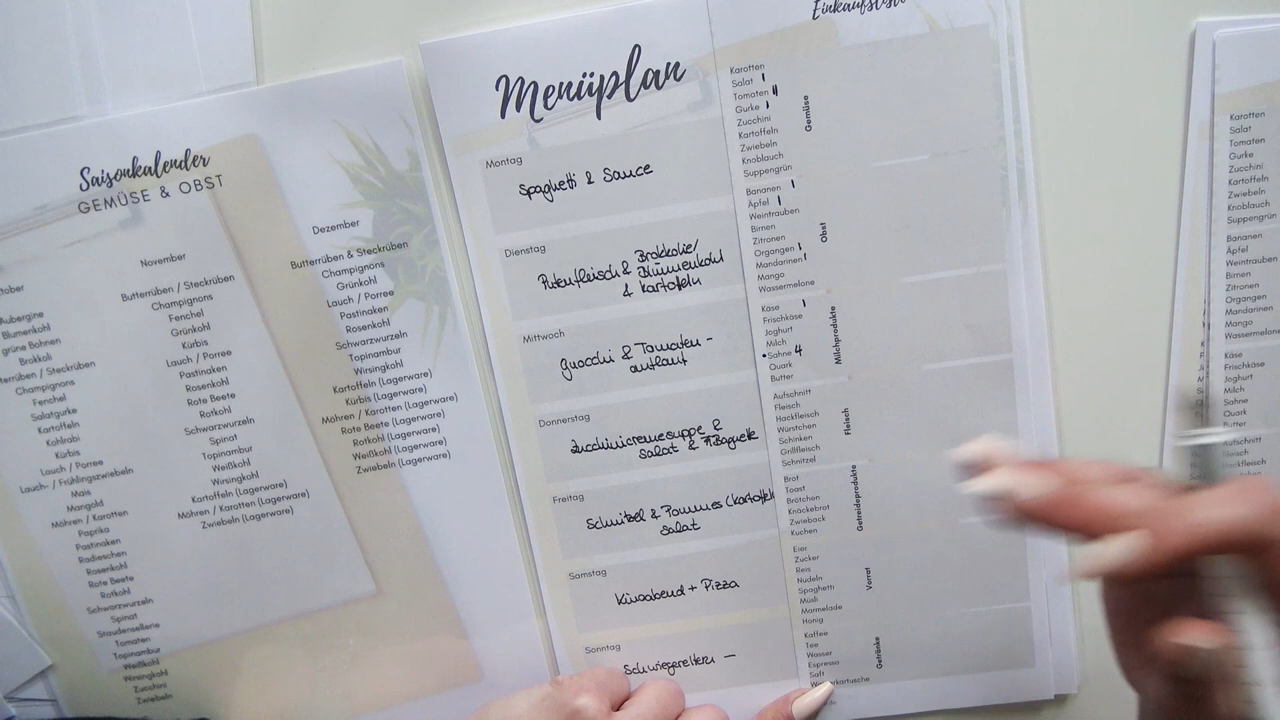 Saisonkalender
GEMÜSE & OBST
Aubergine
Blumenkohl
grüne Bohnen
Brokkoli
Champignons
Fenchel
Salatgurke
Kartoffeln
Kohlrabi
Kürbis
Lauch / Porree
Lauch- / Frühlingszwiebeln
Mais
Mangold
Möhren / Karotten
Paprika
Pastinaken
Radieschen
Rosenkohl
Rote Beete
Rotkohl
Schwarzwurzeln
Spinat
Staudensellerie
Tomaten
Topinambur
Weißkohl
Wirsingkohl
Zucchini
Zwiebeln
November
Butterrüben / Steckrüben
Champignons
Fenchel
Grünkohl
Kürbis
Lauch / Porree
Pastinaken
Rosenkohl
Rote Beete
Rotkohl
Schwarzwurzeln
Spinat
Topinambur
Weißkohl
Wirsingkohl
Kartoffeln (Lagerware)
Möhren / Karotten (Lagerware)
Zwiebeln (Lagerware)
Dezember
Butterrüben & Steckrüben
Champignons
Grünkohl
Lauch / Porree
Pastinaken
Rosenkohl
Schwarzwurzeln
Topinambur
Wirsingkohl
Kartoffeln (Lagerware)
Kürbis (Lagerware)
Möhren / Karotten (Lagerware)
Rote Beete (Lagerware)
Rotkohl (Lagerware)
Weißkohl (Lagerware)
Zwiebeln (Lagerware)
Menüplan
Montag
Spaghetti & Sauce
Dienstag
Putenfleisch & Brokkolie/
Blumenkohl
& Kartoffeln
Mittwoch
Gnocchi & Tomaten-
auflauf
Donnerstag
Zucchinicremesuppe &
Salat & Baguette
Freitag
Schnitzel & Pommes (Kartoffeln
Salat
Samstag
Kinoabend + Pizza
Sonntag
Schwiegereltern –
Einkaufsliste
Karotten
Salat
Tomaten
Gurke
Zucchini
Kartoffeln
Zwiebeln
Knoblauch
Suppengrün
Gemüse
Bananen
Äpfel
Weintrauben
Birnen
Zitronen
Organgen
Mandarinen
Mango
Wassermelone
Obst
Käse
Frischkäse
Joghurt
Milch
Sahne 4
Quark
Butter
Milchprodukte
Aufschnitt
Fleisch
Hackfleisch
Würstchen
Schinken
Grillfleisch
Schnitzel
Fleisch
Brot
Toast
Brötchen
Knäckebrot
Zwieback
Kuchen
Getreideprodukte
Eier
Zucker
Reis
Nudeln
Spaghetti
Müsli
Marmelade
Honig
Vorrat
Kaffee
Tee
Wasser
Espresso
Saft
Getränke
Karotten
Salat
Tomaten
Gurke
Zucchini
Kartoffeln
Zwiebeln
Knoblauch
Suppengrün
Bananen
Äpfel
Weintrauben
Birnen
Zitronen
Organgen
Mandarinen
Mango
Wassermelone
Käse
Frischkäse
Joghurt
Milch
Sahne
Quark
Butter
Aufschnitt
Fleisch
Hackfleisch